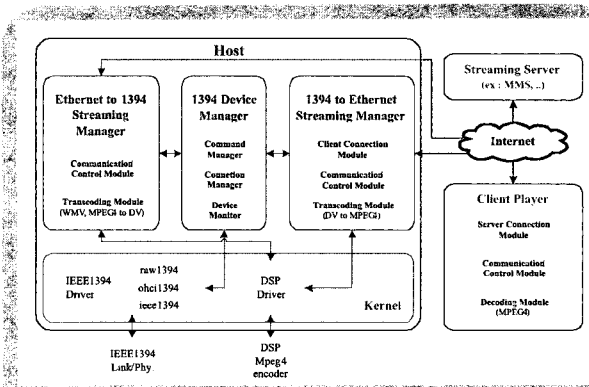 Host
Ethernet to 1394
Streaming
Manager
Communication
Control Module
Transcoding Module
(WMV, MPEGi to DV)
1394 Device
Manager
Command
Manager
Connetion
Manager
Device
Monitor
1394 to Ethernet
Streaming Manager
Client Connection
Module
Communication
Control Module
Transcoding Module
(DV to MPEGi)
IEEE1394
Driver
raw1394
ohci1394
ieee1394
DSP
Driver
Kernel
IEEE1394
Link/Phy
DSP
Mpeg4
encoder
Streaming Server
(ex : MMS, ..)
Internet
Client Player
Server Connection
Module
Communication
Control Module
Decoding Module
(MPEG4)